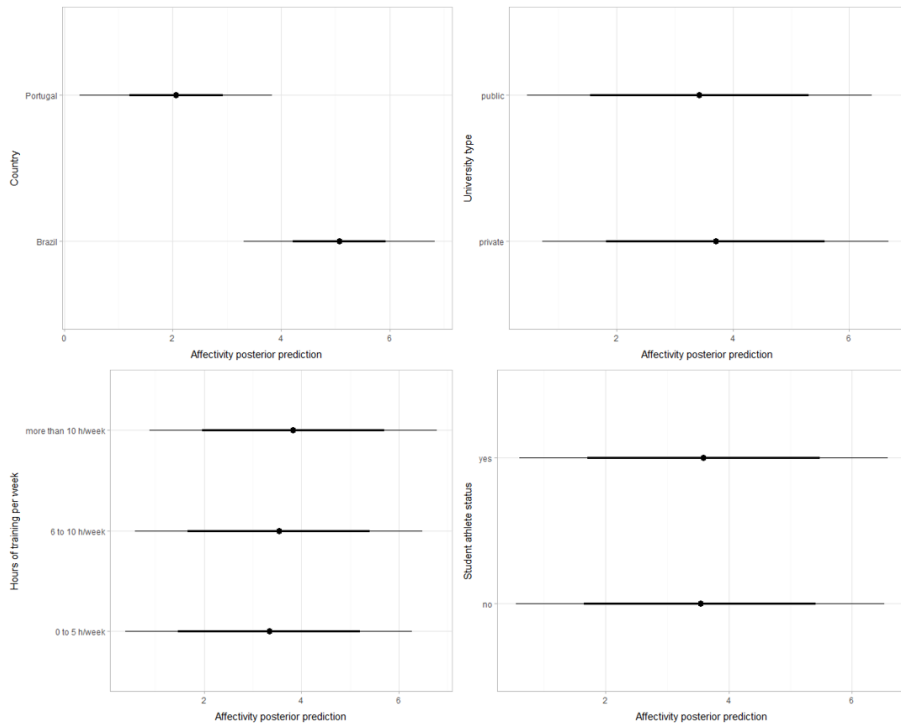 Country
Portugal
Brazil
0
2
4
6
Affectivity posterior prediction
University type
public
private
2
4
6
Affectivity posterior prediction
Hours of training per week
more than 10 h/week
6 to 10 h/week
0 to 5 h/week
2
4
6
Affectivity posterior prediction
Student athlete status
yes
no
2
4
6
Affectivity posterior prediction